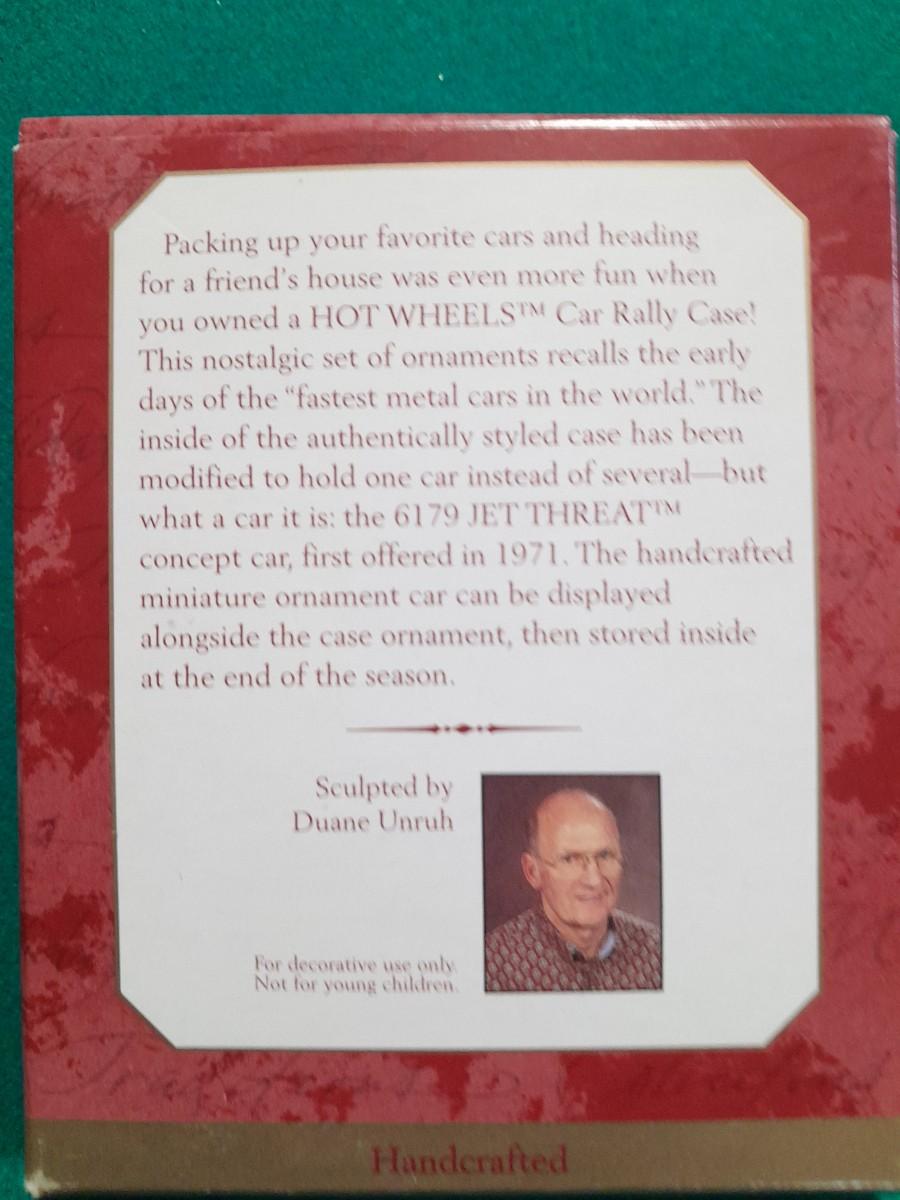 Packing up your favorite cars and heading
for a friend's house was even more fun when
you owned a HOT WHEELS™ Car Rally Case!
This nostalgic set of ornaments recalls the early
days of the “fastest metal cars in the world.” The
inside of the authentically styled case has been
modified to hold one car instead of several—but
what a car it is: the 6179 JET THREAT™
concept car, first offered in 1971. The handcrafted
miniature ornament car can be displayed
alongside the case ornament, then stored inside
at the end of the season.
Sculpted by
Duane Unruh
For decorative use only.
Not for young children.
Handcrafted